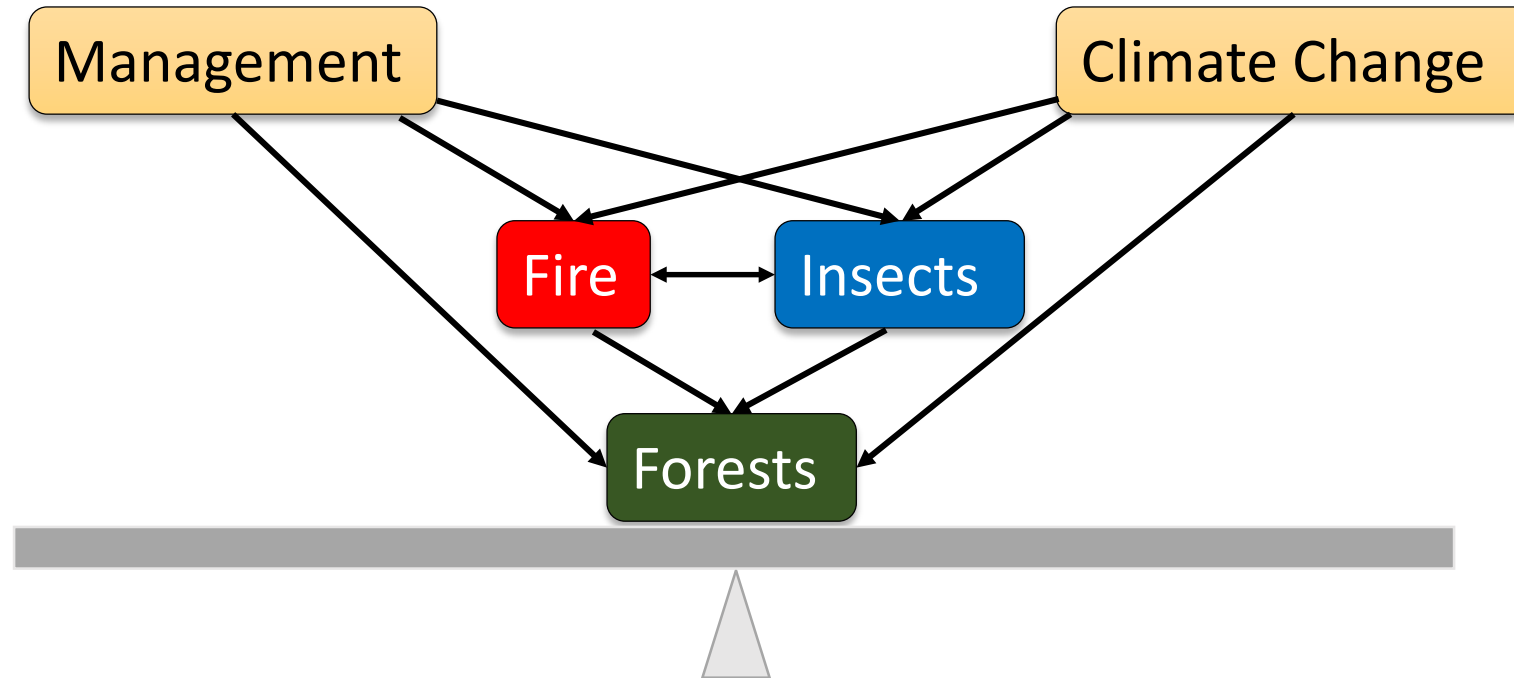 Management
Climate Change
Fire
Insects
Forests